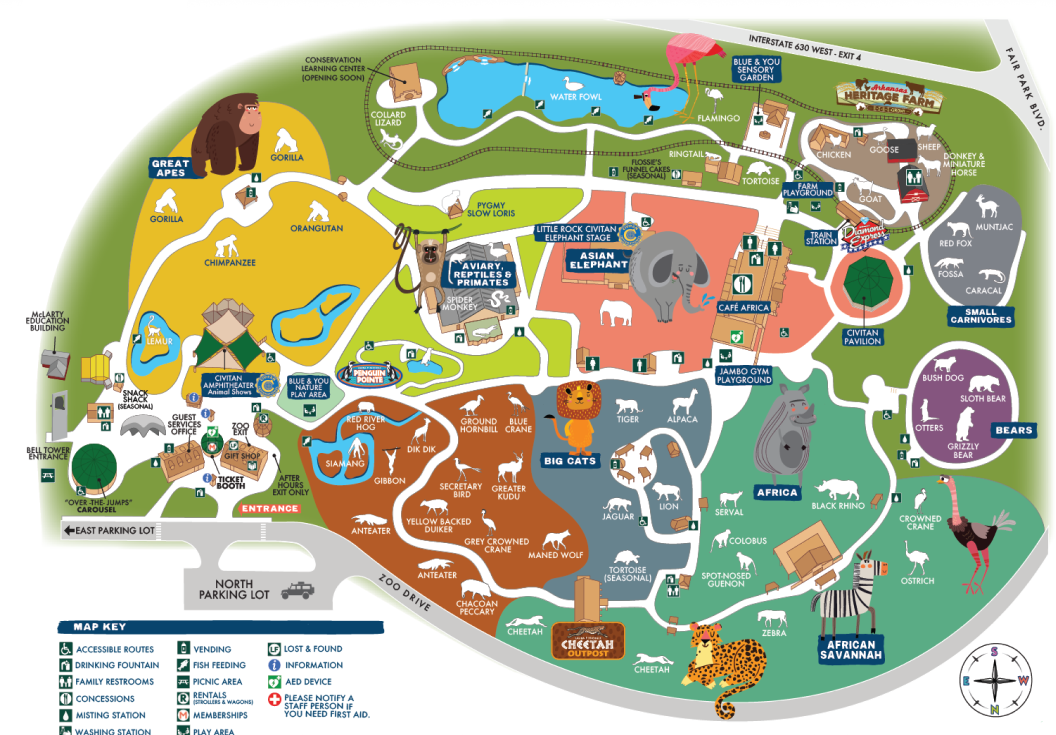 INTERSTATE 630 WEST - EXIT 4
FAIR PARK BLVD.
CONSERVATION
LEARNING CENTER
(OPENING SOON)
COLLARD
LIZARD
WATER FOWL
FLAMINGO
BLUE & YOU
SENSORY
GARDEN
Arkansas
HERITAGE FARM
CHICKEN
GOOSE
SHEEP
DONKEY &
MINIATURE
HORSE
GOAT
RINGTAIL
FLOSSIE'S
FUNNEL CAKES
(SEASONAL)
TORTOISE
FARM
PLAYGROUND
TRAIN
STATION
Diamond
Express
GREAT
APES
GORILLA
GORILLA
ORANGUTAN
CHIMPANZEE
PYGMY
SLOW LORIS
AVIARY,
REPTILES &
PRIMATES
SPIDER
MONKEY
LITTLE ROCK CIVITAN
ELEPHANT STAGE
ASIAN
ELEPHANT
CAFÉ AFRICA
CIVITAN
PAVILION
MUNTJAC
RED FOX
FOSSA
CARACAL
SMALL
CARNIVORES
McLARTY
EDUCATION
BUILDING
LEMUR
CIVITAN
AMPHITHEATER
Animal Shows
BLUE & YOU
NATURE
PLAY AREA
PENGUIN
POINTE
JAMBO GYM
PLAYGROUND
BUSH DOG
SLOTH BEAR
OTTERS
GRIZZLY
BEAR
BEARS
SNACK
SHACK
(SEASONAL)
GUEST
SERVICES
OFFICE
ZOO
EXIT
GIFT SHOP
TICKET
BOOTH
AFTER
HOURS
EXIT ONLY
BELL TOWER
ENTRANCE
"OVER-THE-JUMPS"
CAROUSEL
ENTRANCE
EAST PARKING LOT
NORTH
PARKING LOT
ZOO DRIVE
RED RIVER
HOG
SIAMANG
GIBBON
DIK DIK
GROUND
HORNBILL
BLUE
CRANE
SECRETARY
BIRD
GREATER
KUDU
YELLOW BACKED
DUIKER
GREY CROWNED
CRANE
MANED WOLF
ANTEATER
ANTEATER
CHACOAN
PECCARY
BIG CATS
TIGER
ALPACA
JAGUAR
LION
TORTOISE
(SEASONAL)
AFRICA
SERVAL
BLACK RHINO
COLOBUS
SPOT-NOSED
GUENON
CROWNED
CRANE
OSTRICH
ZEBRA
AFRICAN
SAVANNAH
CHEETAH
CHEETAH
OUTPOST
CHEETAH
MAP KEY
ACCESSIBLE ROUTES
DRINKING FOUNTAIN
FAMILY RESTROOMS
CONCESSIONS
MISTING STATION
WASHING STATION
VENDING
FISH FEEDING
PICNIC AREA
R RENTALS
(STROLLERS & WAGONS)
M MEMBERSHIPS
PLAY AREA
LOST & FOUND
i INFORMATION
AED DEVICE
PLEASE NOTIFY A
STAFF PERSON IF
YOU NEED FIRST AID.
S
E W
N